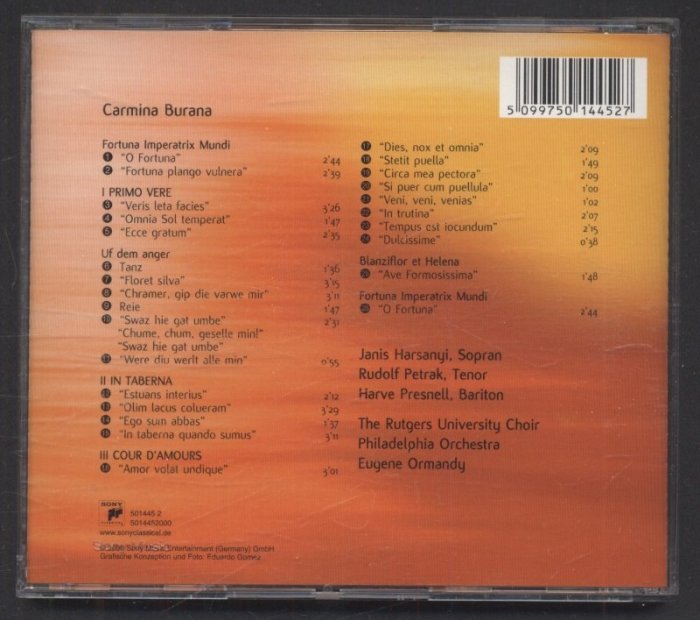 5 099750 144527
Carmina Burana
Fortuna Imperatrix Mundi
1 "O Fortuna" 2'44
2 "Fortuna plango vulnera" 2'39
I PRIMO VERE
3 "Veris leta facies" 3'26
4 "Omnia Sol temperat" 1'47
5 "Ecce gratum" 2'35
Uf dem anger
6 Tanz 1'36
7 "Floret silva" 3'15
8 "Chramer, gip die varwe mir" 3'11
9 Reie 1'47
10 "Swaz hie gat umbe" 2'31
"Chume, chum, geselle min!"
"Swaz hie gat umbe"
11 "Were diu werlt alle min" 0'55
II IN TABERNA
12 "Estuans interius" 2'12
13 "Olim lacus colueram" 3'29
14 "Ego sum abbas" 1'37
15 "In taberna quando sumus" 3'11
III COUR D'AMOURS
16 "Amor volat undique" 3'01
17 "Dies, nox et omnia" 2'09
18 "Stetit puella" 1'49
19 "Circa mea pectora" 2'09
20 "Si puer cum puellula" 1'00
21 "Veni, veni, venias" 1'02
22 "In trutina" 2'07
23 "Tempus est iocundum" 2'15
24 "Dulcissime" 0'38
Blanziflor et Helena
25 "Ave Formosissima" 1'48
Fortuna Imperatrix Mundi
26 "O Fortuna" 2'44
Janis Harsanyi, Sopran
Rudolf Petrak, Tenor
Harve Presnell, Bariton
The Rutgers University Choir
Philadelphia Orchestra
Eugene Ormandy
SONY
501445 2
5014452000
www.sonyclassical.de
Sony Music Entertainment (Germany) GmbH
Grafische Konzeption und Foto: Eduardo Gomez